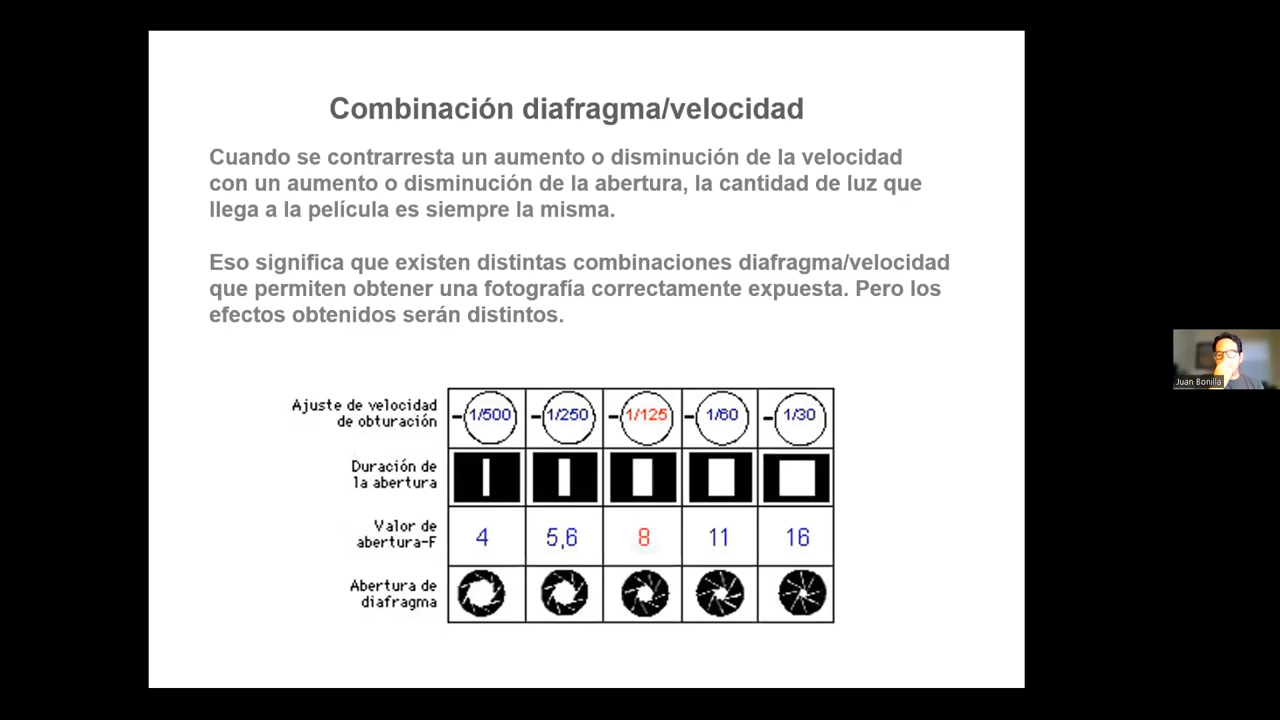 Combinación diafragma/velocidad
Cuando se contrarresta un aumento o disminución de la velocidad
con un aumento o disminución de la abertura, la cantidad de luz que
llega a la película es siempre la misma.
Eso significa que existen distintas combinaciones diafragma/velocidad
que permiten obtener una fotografía correctamente expuesta. Pero los
efectos obtenidos serán distintos.
Ajuste de velocidad
de obturación
1/500 1/250 1/125 1/60 1/30
Duración de
la abertura
Valor de
abertura-F
4 5,6 8 11 16
Abertura de
diafragma
Juan Bonilla